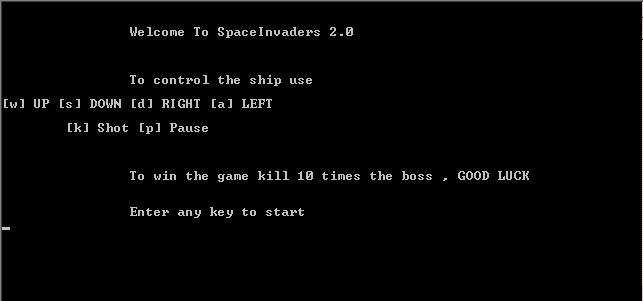 Welcome To SpaceInvaders 2.0
To control the ship use
[w] UP [s] DOWN [d] RIGHT [a] LEFT
[k] Shot [p] Pause
To win the game kill 10 times the boss , GOOD LUCK
Enter any key to start